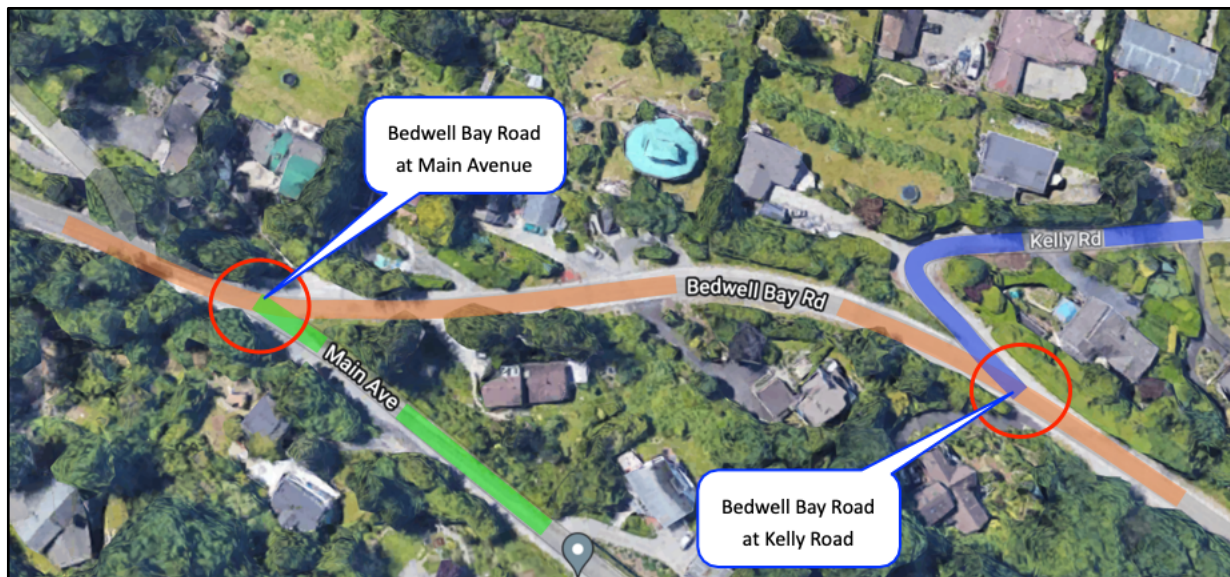 Bedwell Bay Road
at Main Avenue
Kelly Rd
Bedwell Bay Rd
Main Ave
Bedwell Bay Road
at Kelly Road